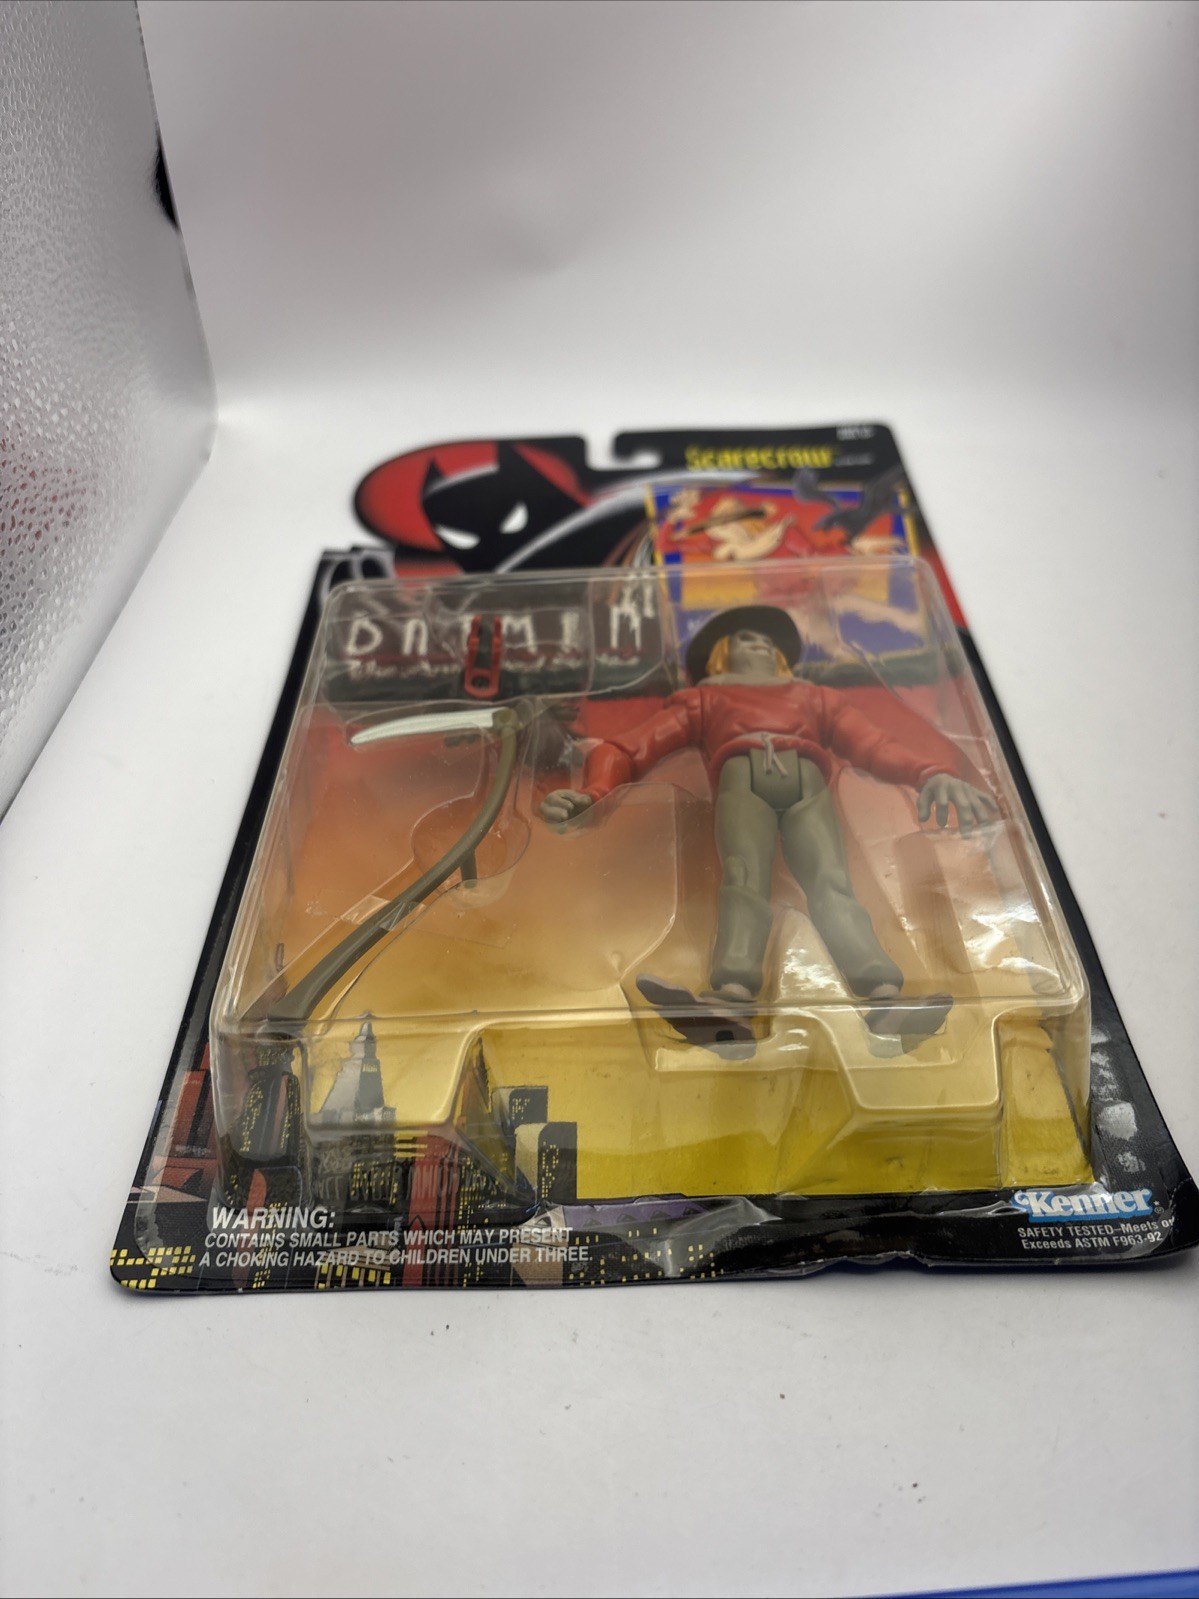 Scarecrow
BATMAN
WARNING:
CONTAINS SMALL PARTS WHICH MAY PRESENT
A CHOKING HAZARD TO CHILDREN UNDER THREE.
Kenner
SAFETY TESTED–Meets or
Exceeds ASTM F963-92